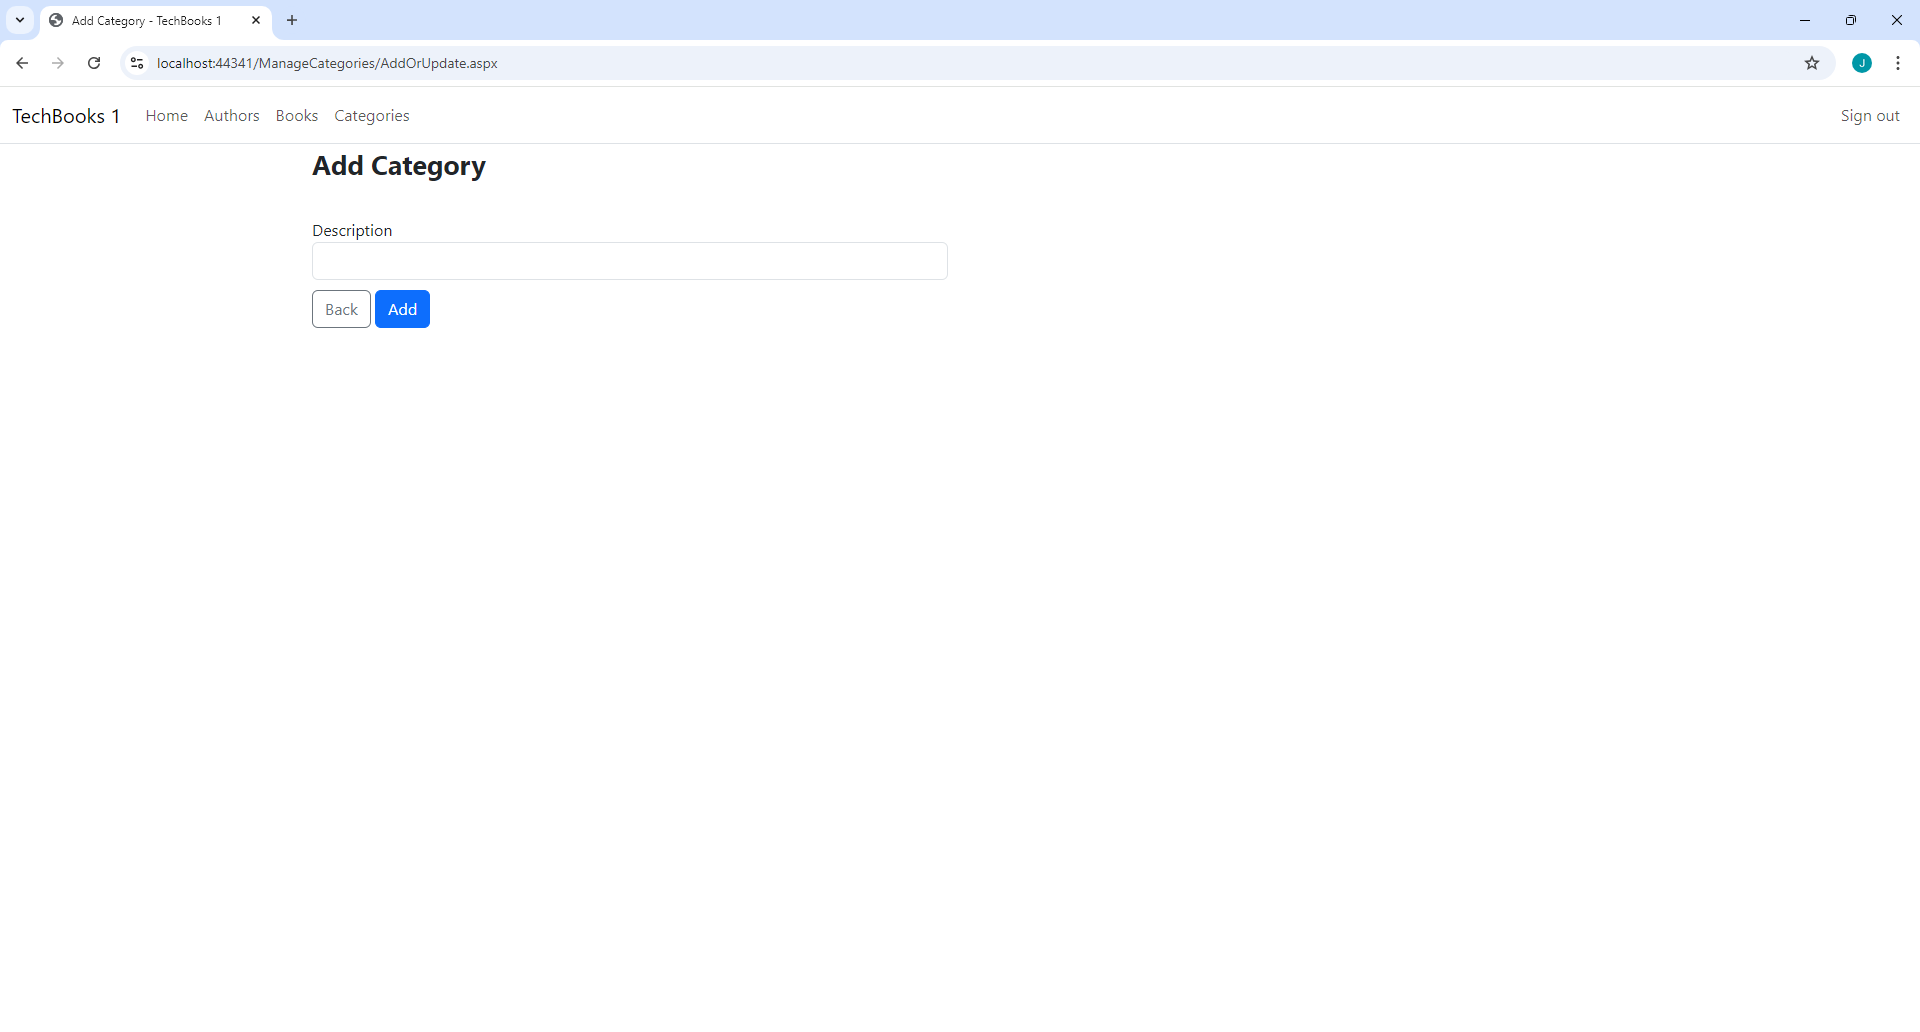 Add Category - TechBooks 1
localhost:44341/ManageCategories/AddOrUpdate.aspx
J
TechBooks 1 Home Authors Books Categories Sign out
Add Category
Description
Back Add